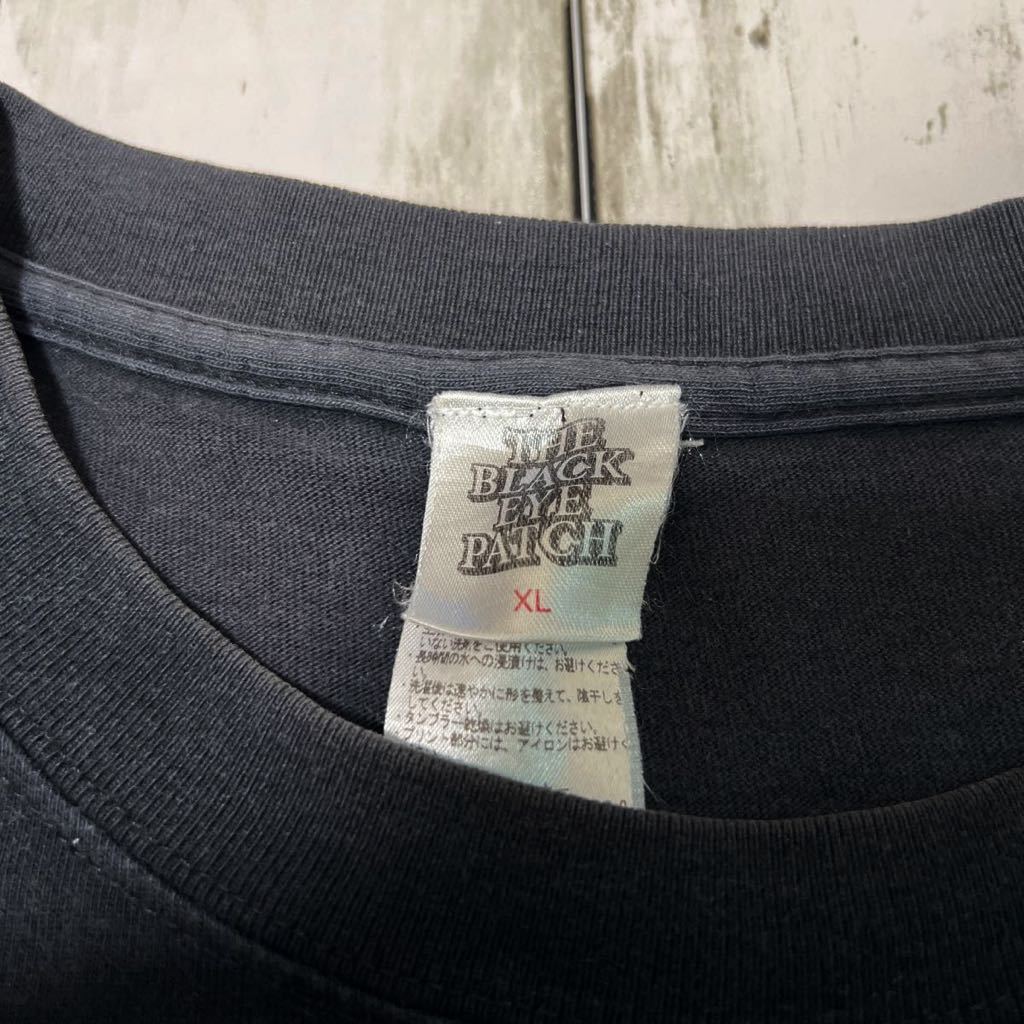 THE
BLACK
EYE
PATCH
XL
いない洗剤をご使用ください。
・長時間の水への浸漬けは、お避けくださ
い。
・洗濯後は速やかに形を整えて、陰干しを
してください。
・タンブラー乾燥はお避けください。
・プリント部分には、アイロンはお避けく